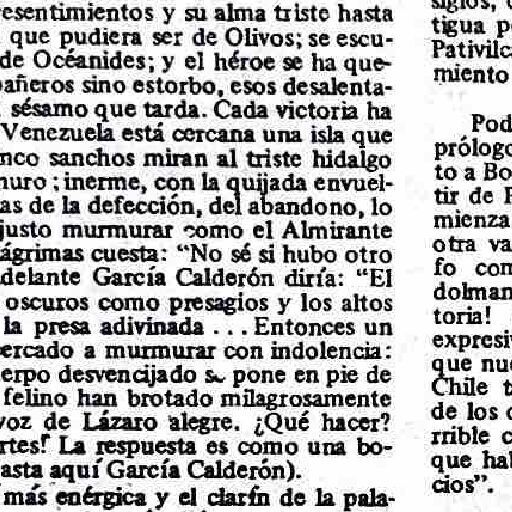 resentimientos y su alma triste hasta
que pudiera ser de Olivos; se escu-
de Océanides; y el héroe se ha que-
pañeros sino estorbo, esos desalenta-
sésamo que tarda. Cada victoria ha
Venezuela está cercana una isla que
nco sanchos miran al triste hidalgo
nuro; inerme, con la quijada envuel-
as de la defección, del abandono, lo
justo murmurar como el Almirante
ágrimas cuesta: “No sé si hubo otro
delante García Calderón diría: “El
oscuros como presagios y los altos
la presa adivinada ... Entonces un
ercado a murmurar con indolencia:
erpo desvencijado se pone en pie de
felino han brotado milagrosamente
voz de Lázaro alegre. ¿Qué hacer?
rtes! La respuesta es como una bo-
asta aquí García Calderón).
más enérgica y el clarín de la pala-
siglos,
tigua p
Pativilc
miento
Pod
prólogo
to a Bo
tir de
mienza
otra va
fo com
dolman
toria!
expresiv
que nue
Chile t
de los
rrible c
que hab
cios”.